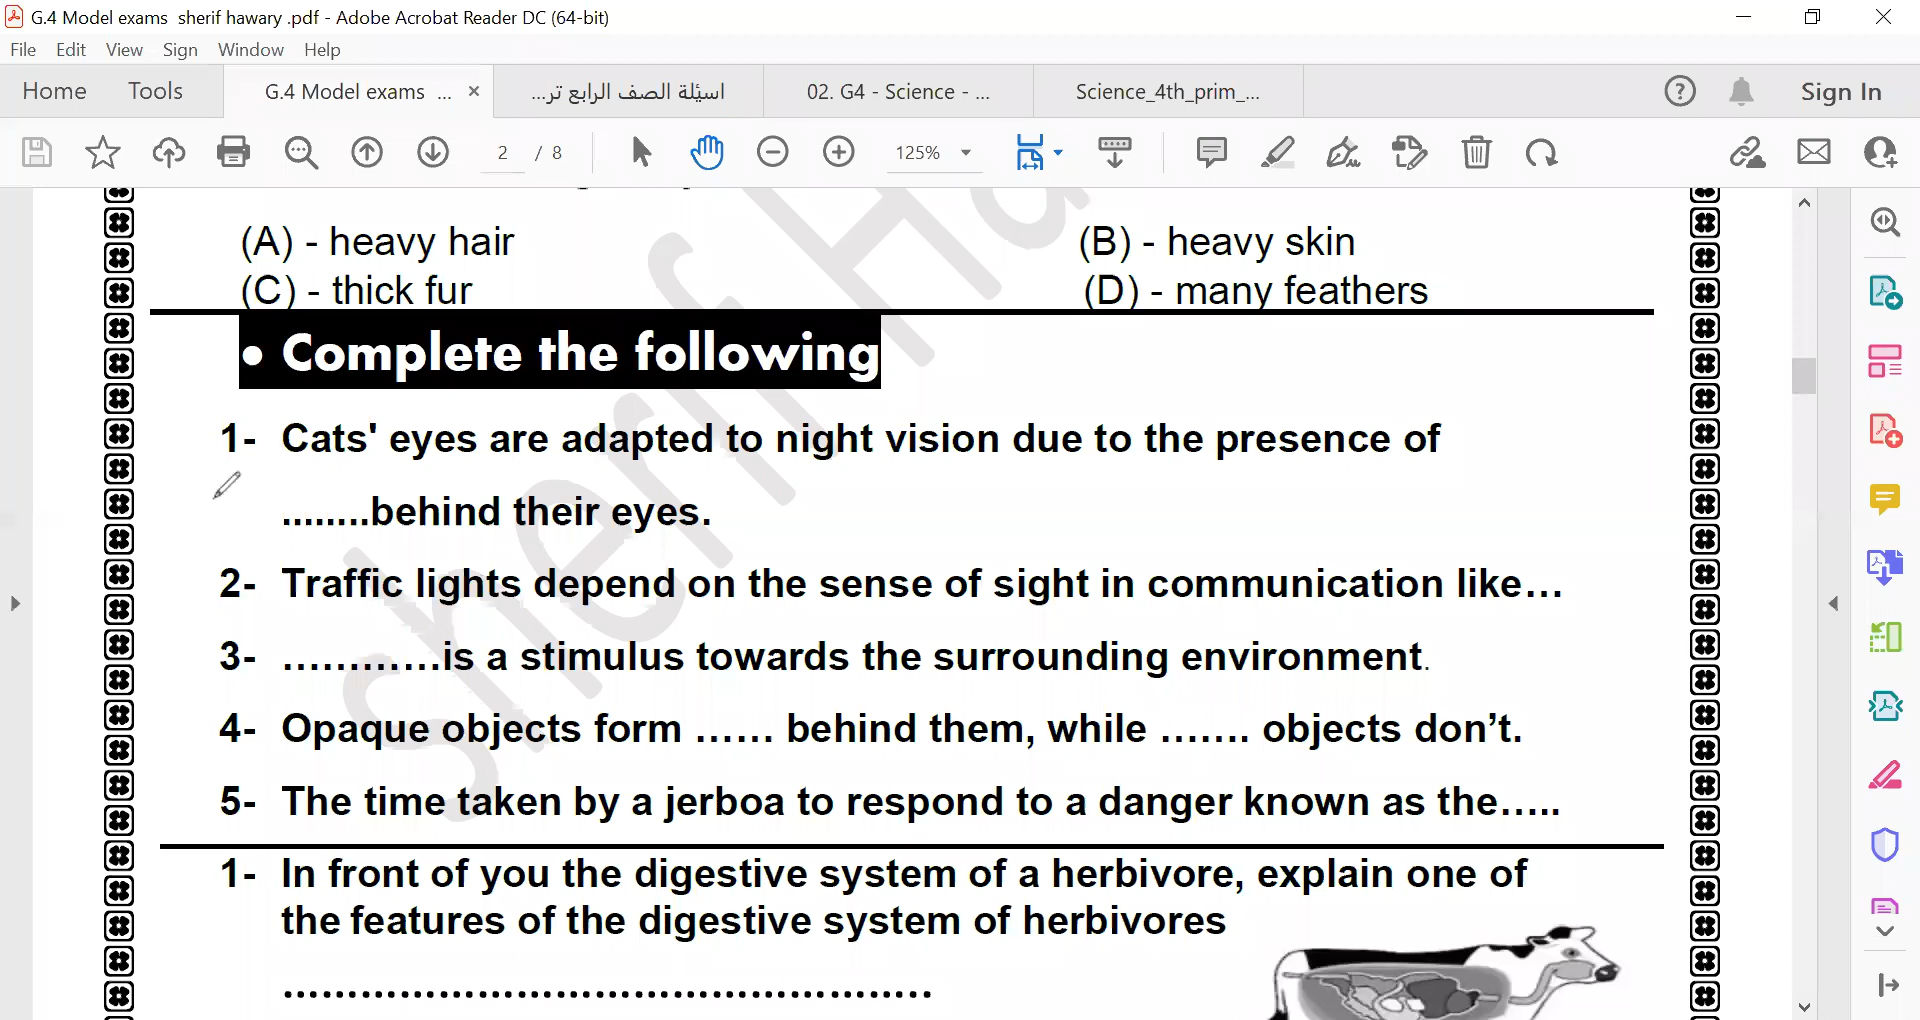 G.4 Model exams sherif hawary .pdf - Adobe Acrobat Reader DC (64-bit)
File Edit View Sign Window Help
Home Tools G.4 Model exams ... × اسئلة الصف الرابع تر... 02. G4 - Science - ... Science_4th_prim_... Sign In
2 / 8 125%
(A) - heavy hair (B) - heavy skin
(C) - thick fur (D) - many feathers
• Complete the following
1- Cats' eyes are adapted to night vision due to the presence of
........behind their eyes.
2- Traffic lights depend on the sense of sight in communication like…
3- …………is a stimulus towards the surrounding environment.
4- Opaque objects form …… behind them, while ……. objects don’t.
5- The time taken by a jerboa to respond to a danger known as the…..
1- In front of you the digestive system of a herbivore, explain one of
the features of the digestive system of herbivores
................................................
sherif Ha